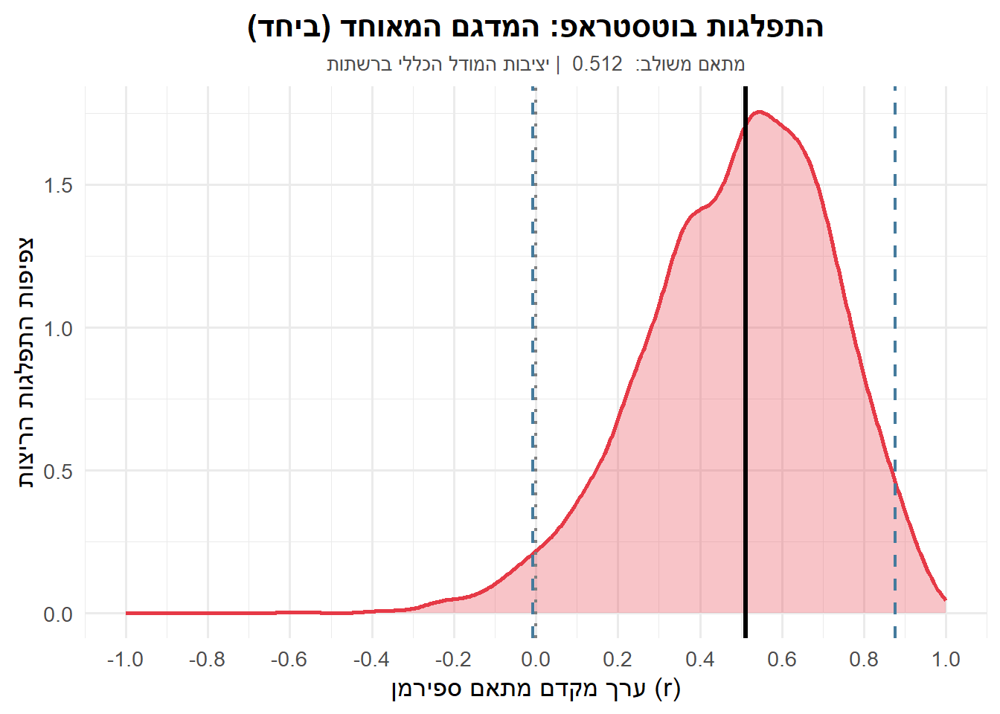 התפלגות בוטסטראפ: המדגם המאוחד (ביחד)
מתאם משולב: 0.512 | יציבות המודל הכללי ברשתות
צפיפות התפלגות הריצות
1.5
1.0
0.5
0.0
-1.0 -0.8 -0.6 -0.4 -0.2 0.0 0.2 0.4 0.6 0.8 1.0
ערך מקדם מתאם ספירמן (r)